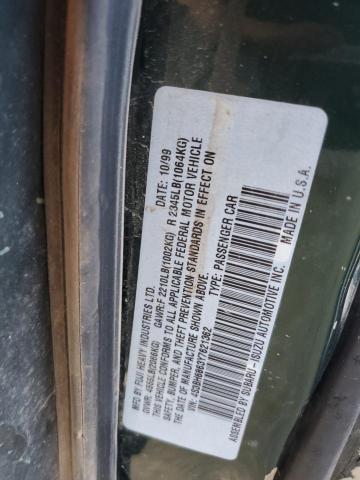 MFD BY FUJI HEAVY INDUSTRIES LTD. DATE: 10/99
GVWR: 4555LB(2066KG) GAWR:F 2210LB(1002KG) R 2345LB(1064KG)
THIS VEHICLE CONFORMS TO ALL APPLICABLE FEDERAL MOTOR VEHICLE
SAFETY, BUMPER, AND THEFT PREVENTION STANDARDS IN EFFECT ON
THE DATE OF MANUFACTURE SHOWN ABOVE.
TYPE: PASSENGER CAR
ASSEMBLED BY SUBARU-ISUZU AUTOMOTIVE INC. MADE IN U.S.A.